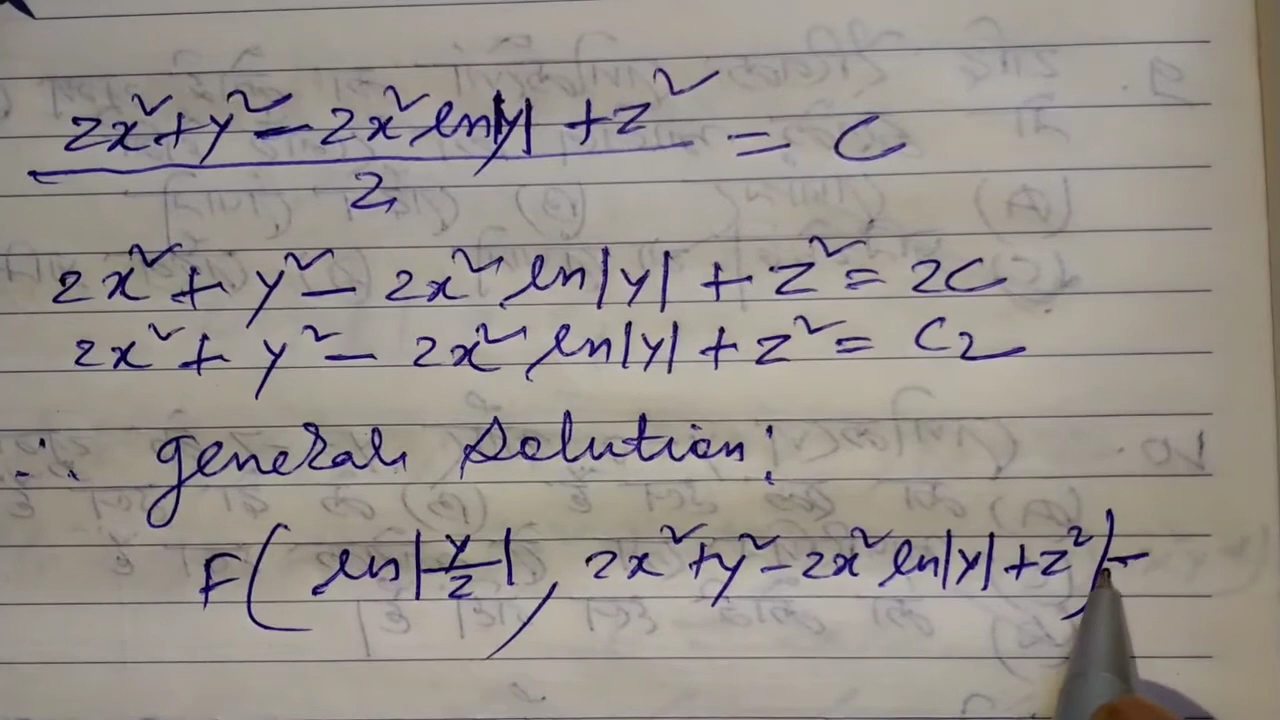 2x² + y² - 2x² ln|y| + z² / 2 = C
2x² + y² - 2x² ln|y| + z² = 2C
2x² + y² - 2x² ln|y| + z² = C₂
∴ general solution:
F( ln|y/z|, 2x² + y² - 2x² ln|y| + z² ) -